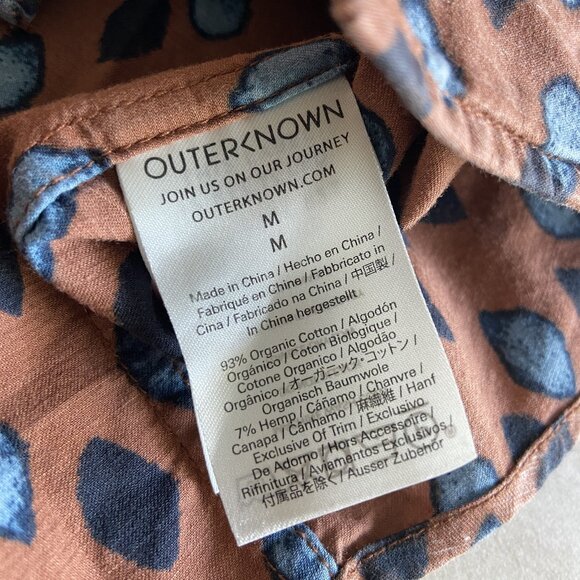 OUTERKNOWN
JOIN US ON OUR JOURNEY
OUTERKNOWN.COM
M
M
Made in China / Hecho en China /
Fabriqué en Chine / Fabbricato in
Cina / Fabricado na China / 中国製 /
In China hergestellt
93% Organic Cotton / Algodón
Orgánico / Coton Biologique /
Cotone Organico / Algodão
Orgânico / オーガニック・コットン /
Organisch Baumwole
7% Hemp / Cáñamo / Chanvre /
Canapa / Cânhamo / 麻繊維 / Hanf
Exclusive Of Trim / Exclusivo
De Adorno / Hors Accessoire /
Rifinitura / Aviamentos Exclusivos /
付属品を除く / Ausser Zubehör